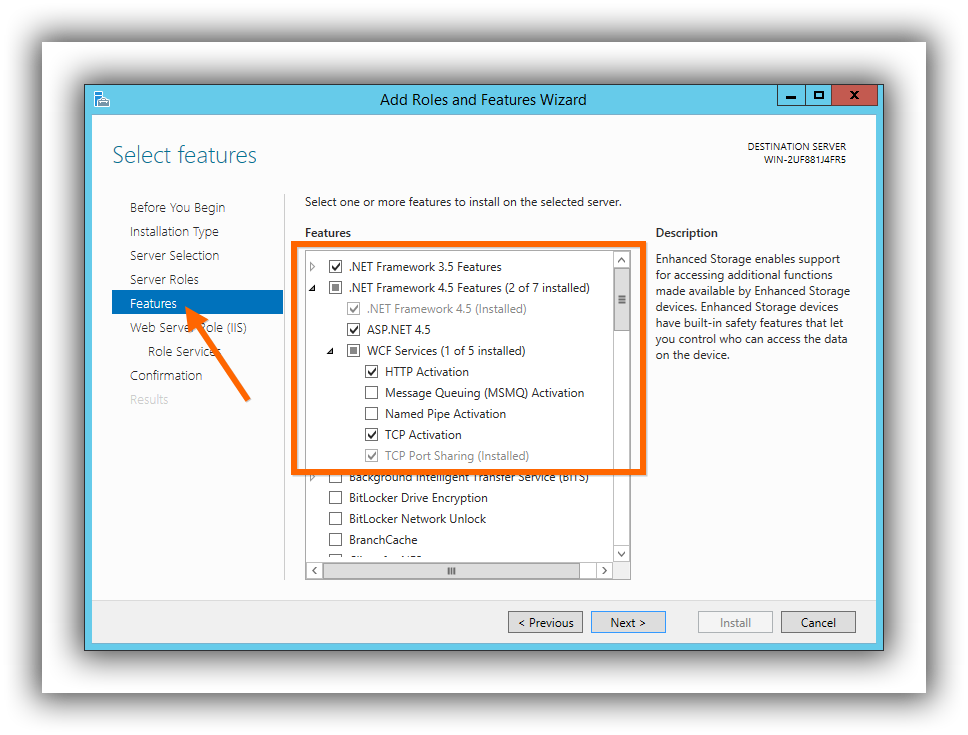 Add Roles and Features Wizard
Select features
DESTINATION SERVER
WIN-2UF881J4FR5
Before You Begin
Installation Type
Server Selection
Server Roles
Features
Web Server Role (IIS)
Role Services
Confirmation
Results
Select one or more features to install on the selected server.
Features
.NET Framework 3.5 Features
.NET Framework 4.5 Features (2 of 7 installed)
.NET Framework 4.5 (Installed)
ASP.NET 4.5
WCF Services (1 of 5 installed)
HTTP Activation
Message Queuing (MSMQ) Activation
Named Pipe Activation
TCP Activation
TCP Port Sharing (Installed)
Background Intelligent Transfer Service (BITS)
BitLocker Drive Encryption
BitLocker Network Unlock
BranchCache
Description
Enhanced Storage enables support
for accessing additional functions
made available by Enhanced Storage
devices. Enhanced Storage devices
have built-in safety features that let
you control who can access the data
on the device.
< Previous
Next >
Install
Cancel